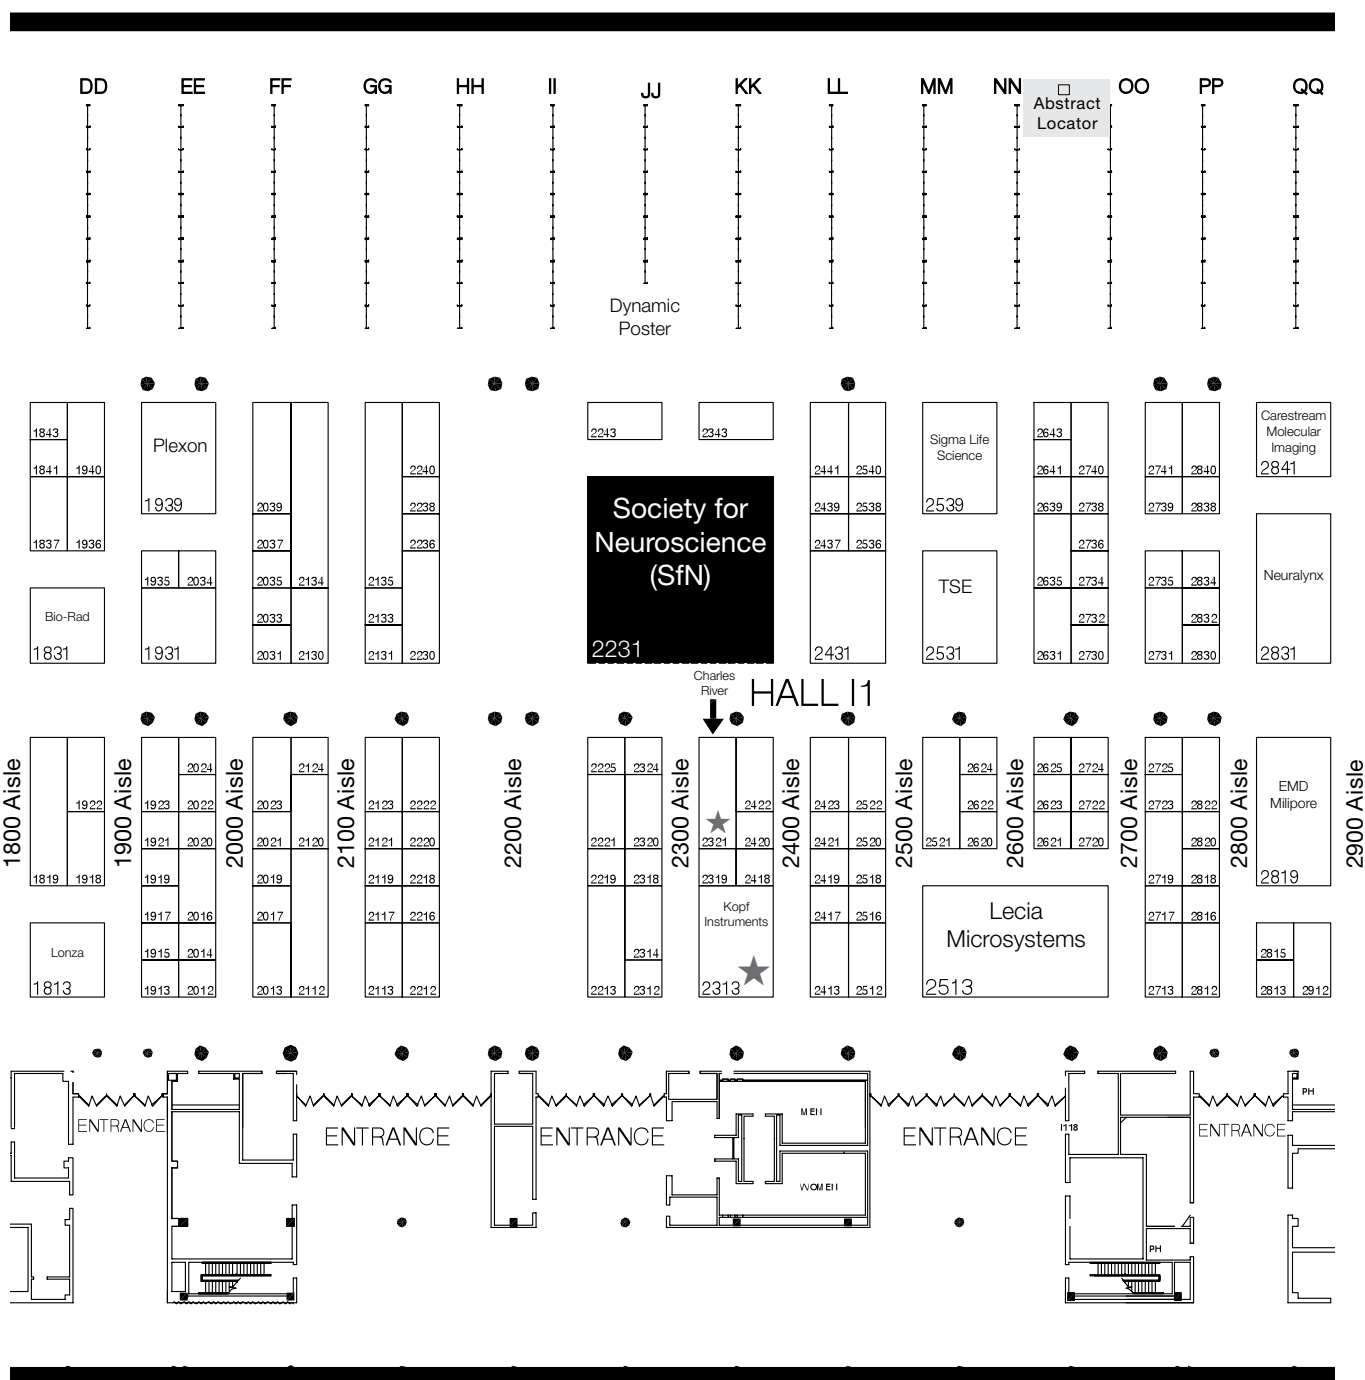 DD EE FF GG HH II JJ KK LL MM NN OO PP QQ
Abstract
Locator
Dynamic
Poster
1843
1841 1940
1837 1936
Bio-Rad
1831
Plexon
1939
1935 2034
1931
2039
2037
2035 2134
2033
2031 2130
2240
2238
2236
2135
2133
2131 2230
2243
2343
Society for
Neuroscience
(SfN)
2231
2441 2540
2439 2538
2437 2536
2431
Sigma Life
Science
2539
TSE
2531
2643
2641 2740
2639 2738
2736
2635 2734
2732
2631 2730
2741 2840
2739 2838
2735 2834
2832
2731 2830
Carestream
Molecular
Imaging
2841
Neuralynx
2831
Charles
River
HALL I1
1800 Aisle
1922
1819 1918
Lonza
1813
1900 Aisle
2024
1923 2022
1921 2020
1919
1917 2016
1915 2014
1913 2012
2000 Aisle
2124
2023
2021 2120
2019
2017
2013 2112
2100 Aisle
2123 2222
2121 2220
2119 2218
2117 2216
2113 2212
2200 Aisle
2225 2324
2221 2320
2219 2318
2314
2213 2312
2300 Aisle
2422
2321 2420
2319 2418
Kopf
Instruments
2313
2400 Aisle
2423 2522
2421 2520
2419 2518
2417 2516
2413 2512
2500 Aisle
2624
2622
2521 2620
Lecia
Microsystems
2513
2600 Aisle
2625 2724
2623 2722
2621 2720
2700 Aisle
2725
2723 2822
2820
2719 2818
2717 2816
2713 2812
2800 Aisle
EMD
Milipore
2819
2815
2813 2912
2900 Aisle
ENTRANCE
ENTRANCE
ENTRANCE
MEN
WOMEN
ENTRANCE
I118
PH
ENTRANCE
PH